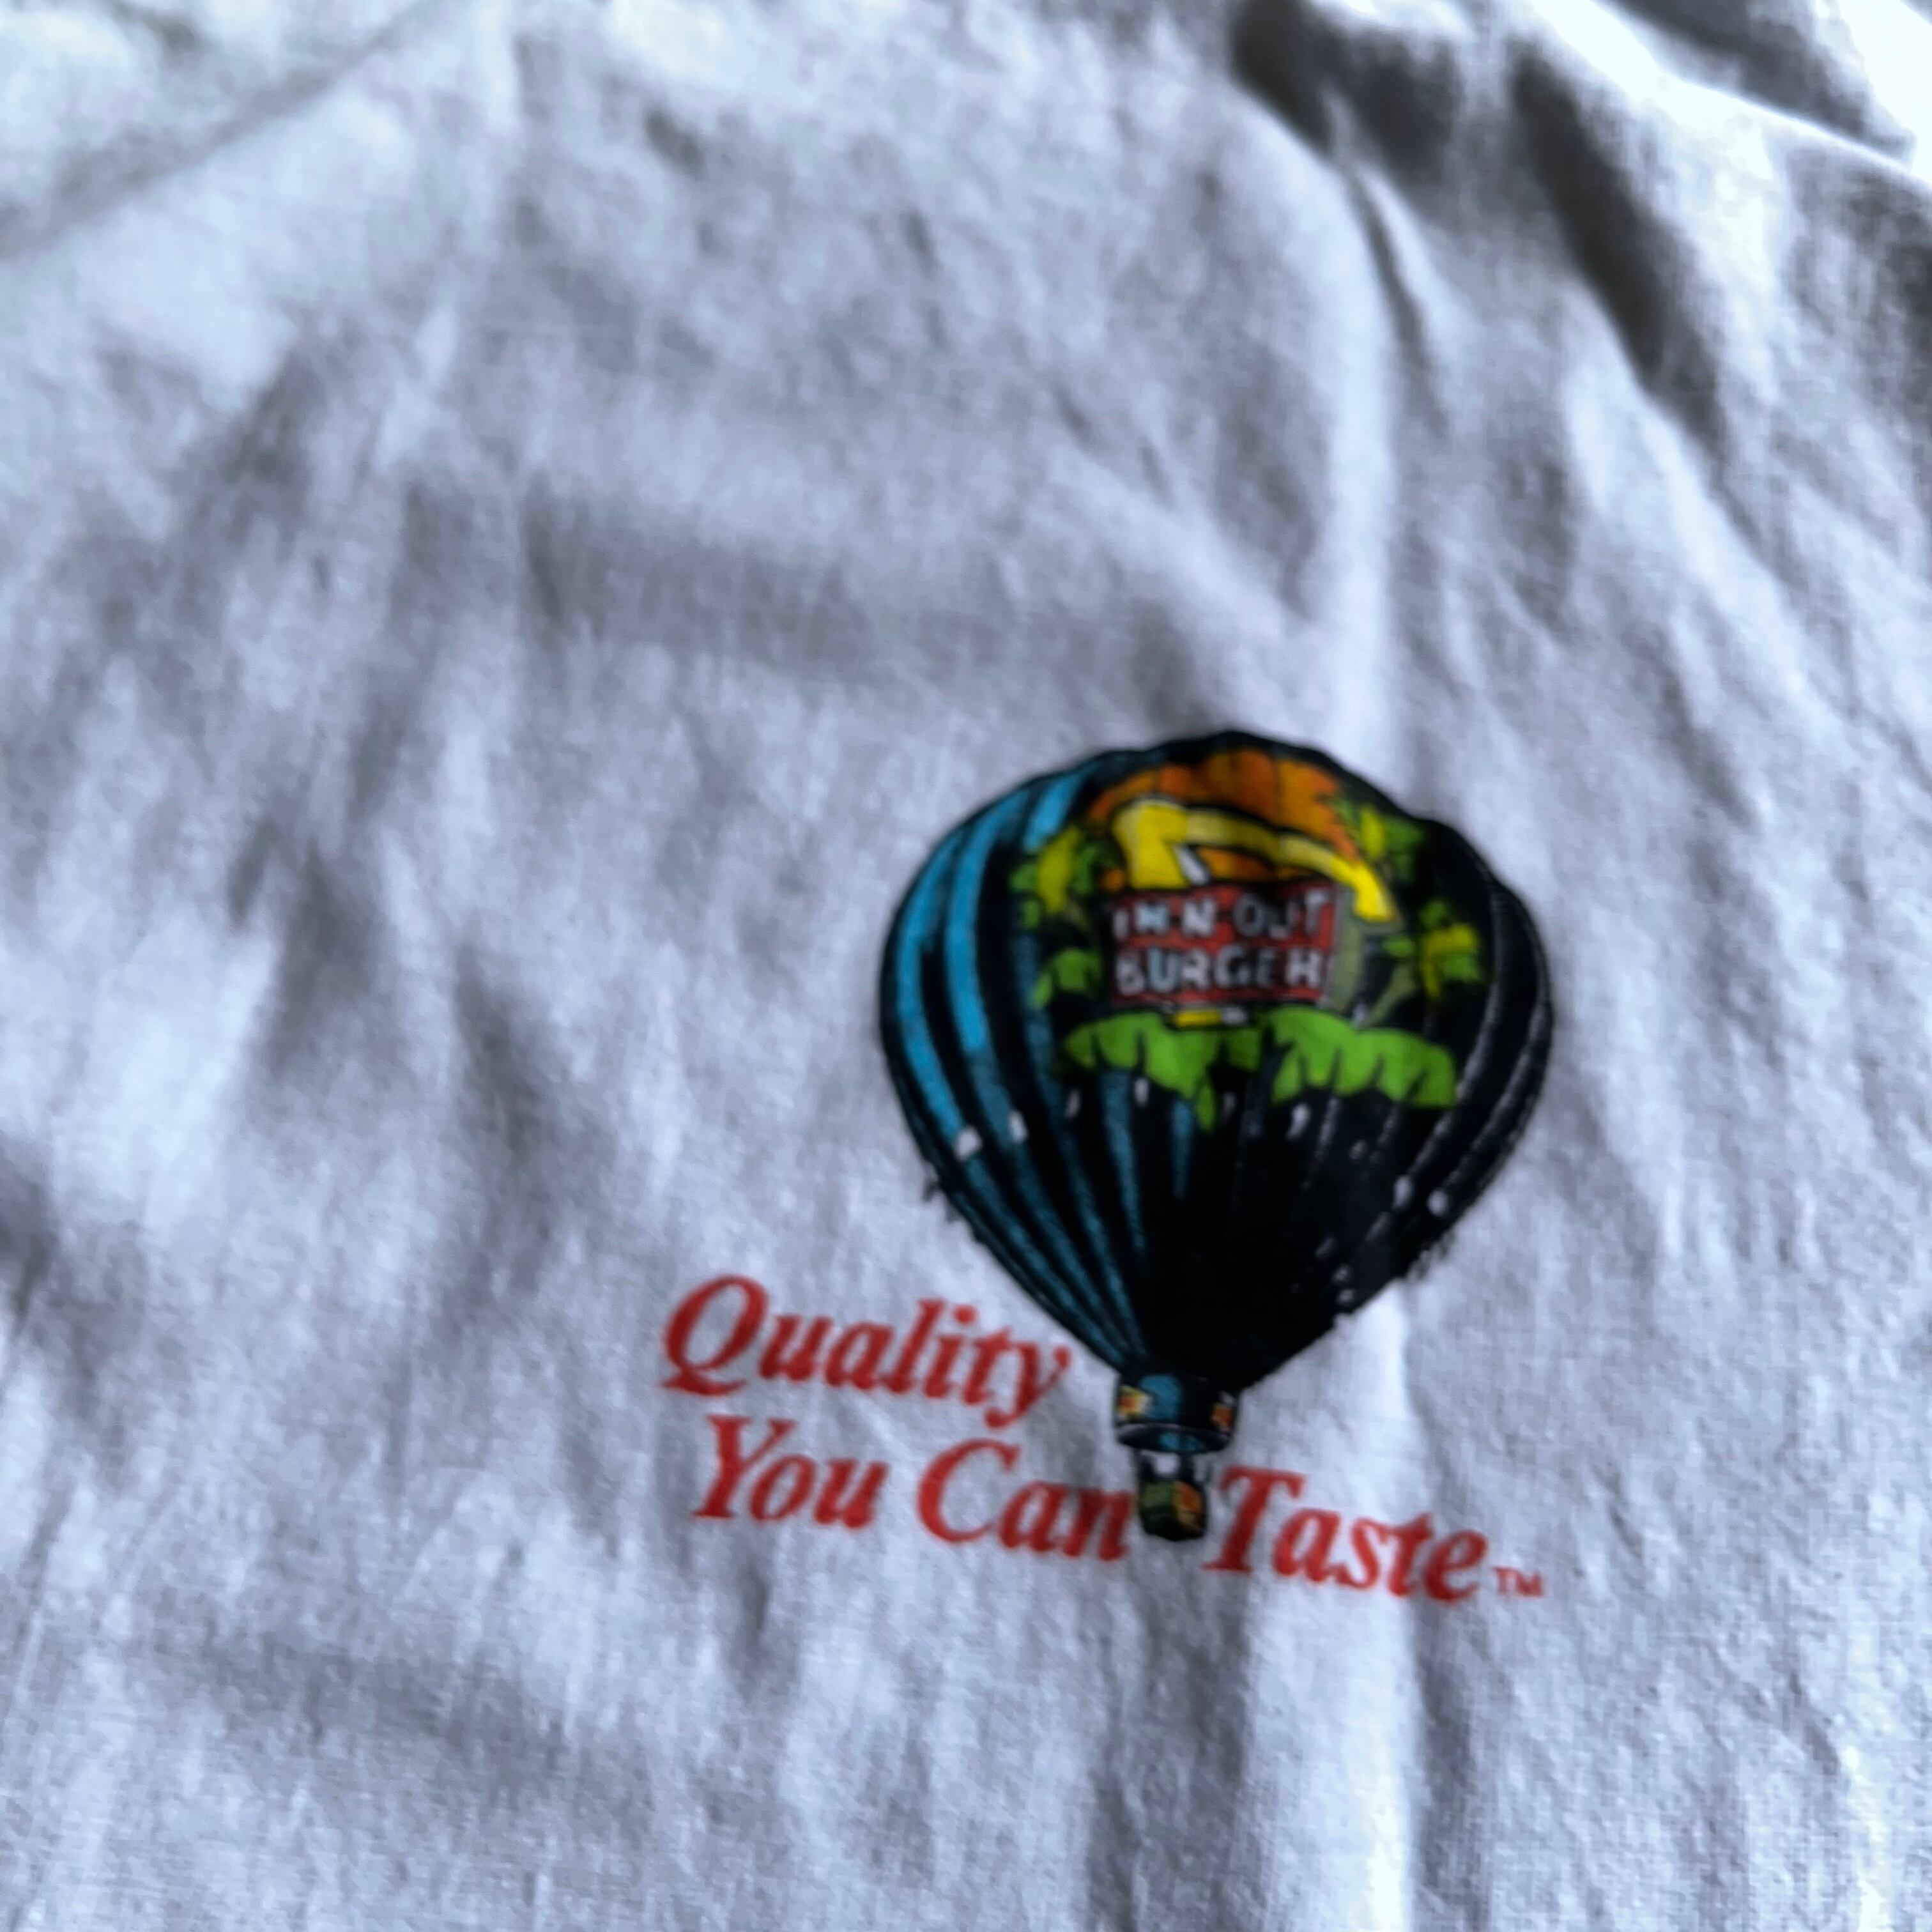 IN-N-OUT
BURGER
Quality
You Can Taste™